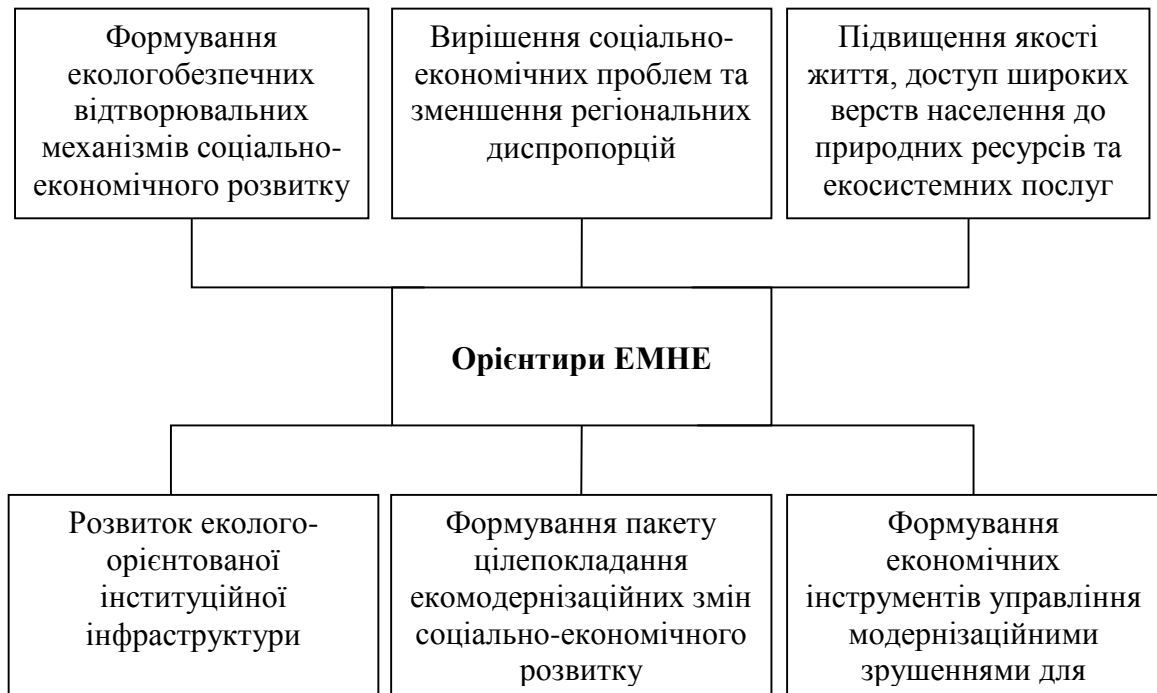 Формування
екологобезпечних
відтворювальних
механізмів соціально-
економічного розвитку
Вирішення соціально-
економічних проблем та
зменшення регіональних
диспропорцій
Підвищення якості
життя, доступ широких
верств населення до
природних ресурсів та
екосистемних послуг
Орієнтири ЕМНЕ
Розвиток еколого-
орієнтованої
інституційної
інфраструктури
Формування пакету
цілепокладання
екомодернізаційних змін
соціально-економічного
розвитку
Формування
економічних
інструментів управління
модернізаційними
зрушеннями для